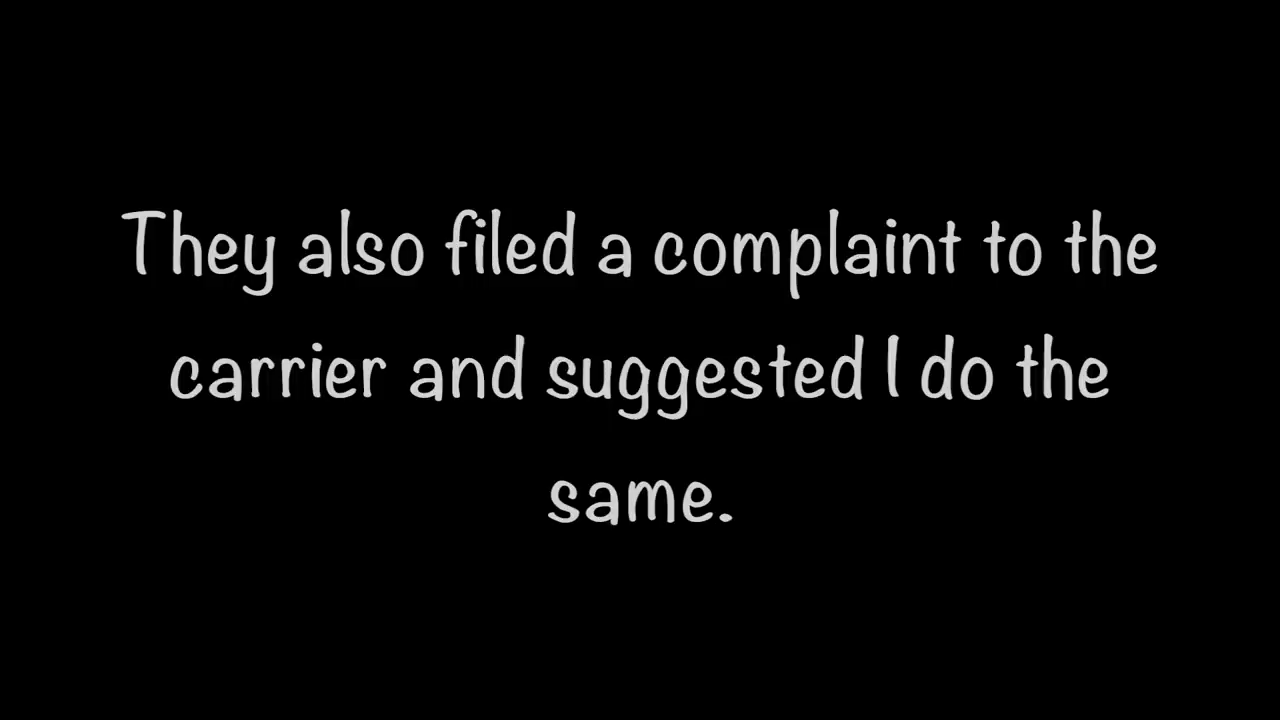 They also filed a complaint to the
carrier and suggested I do the
same.